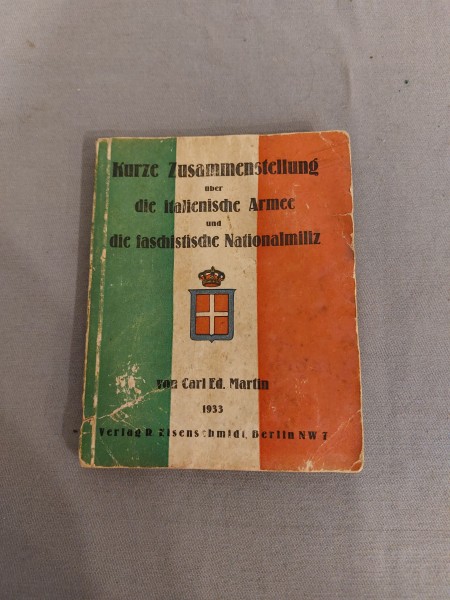 Kurze Zusammenstellung
über
die italienische Armee
und
die faschistische Nationalmiliz
von Carl Ed. Martin
1933
Verlag R. Eisenschmidt, Berlin NW 7